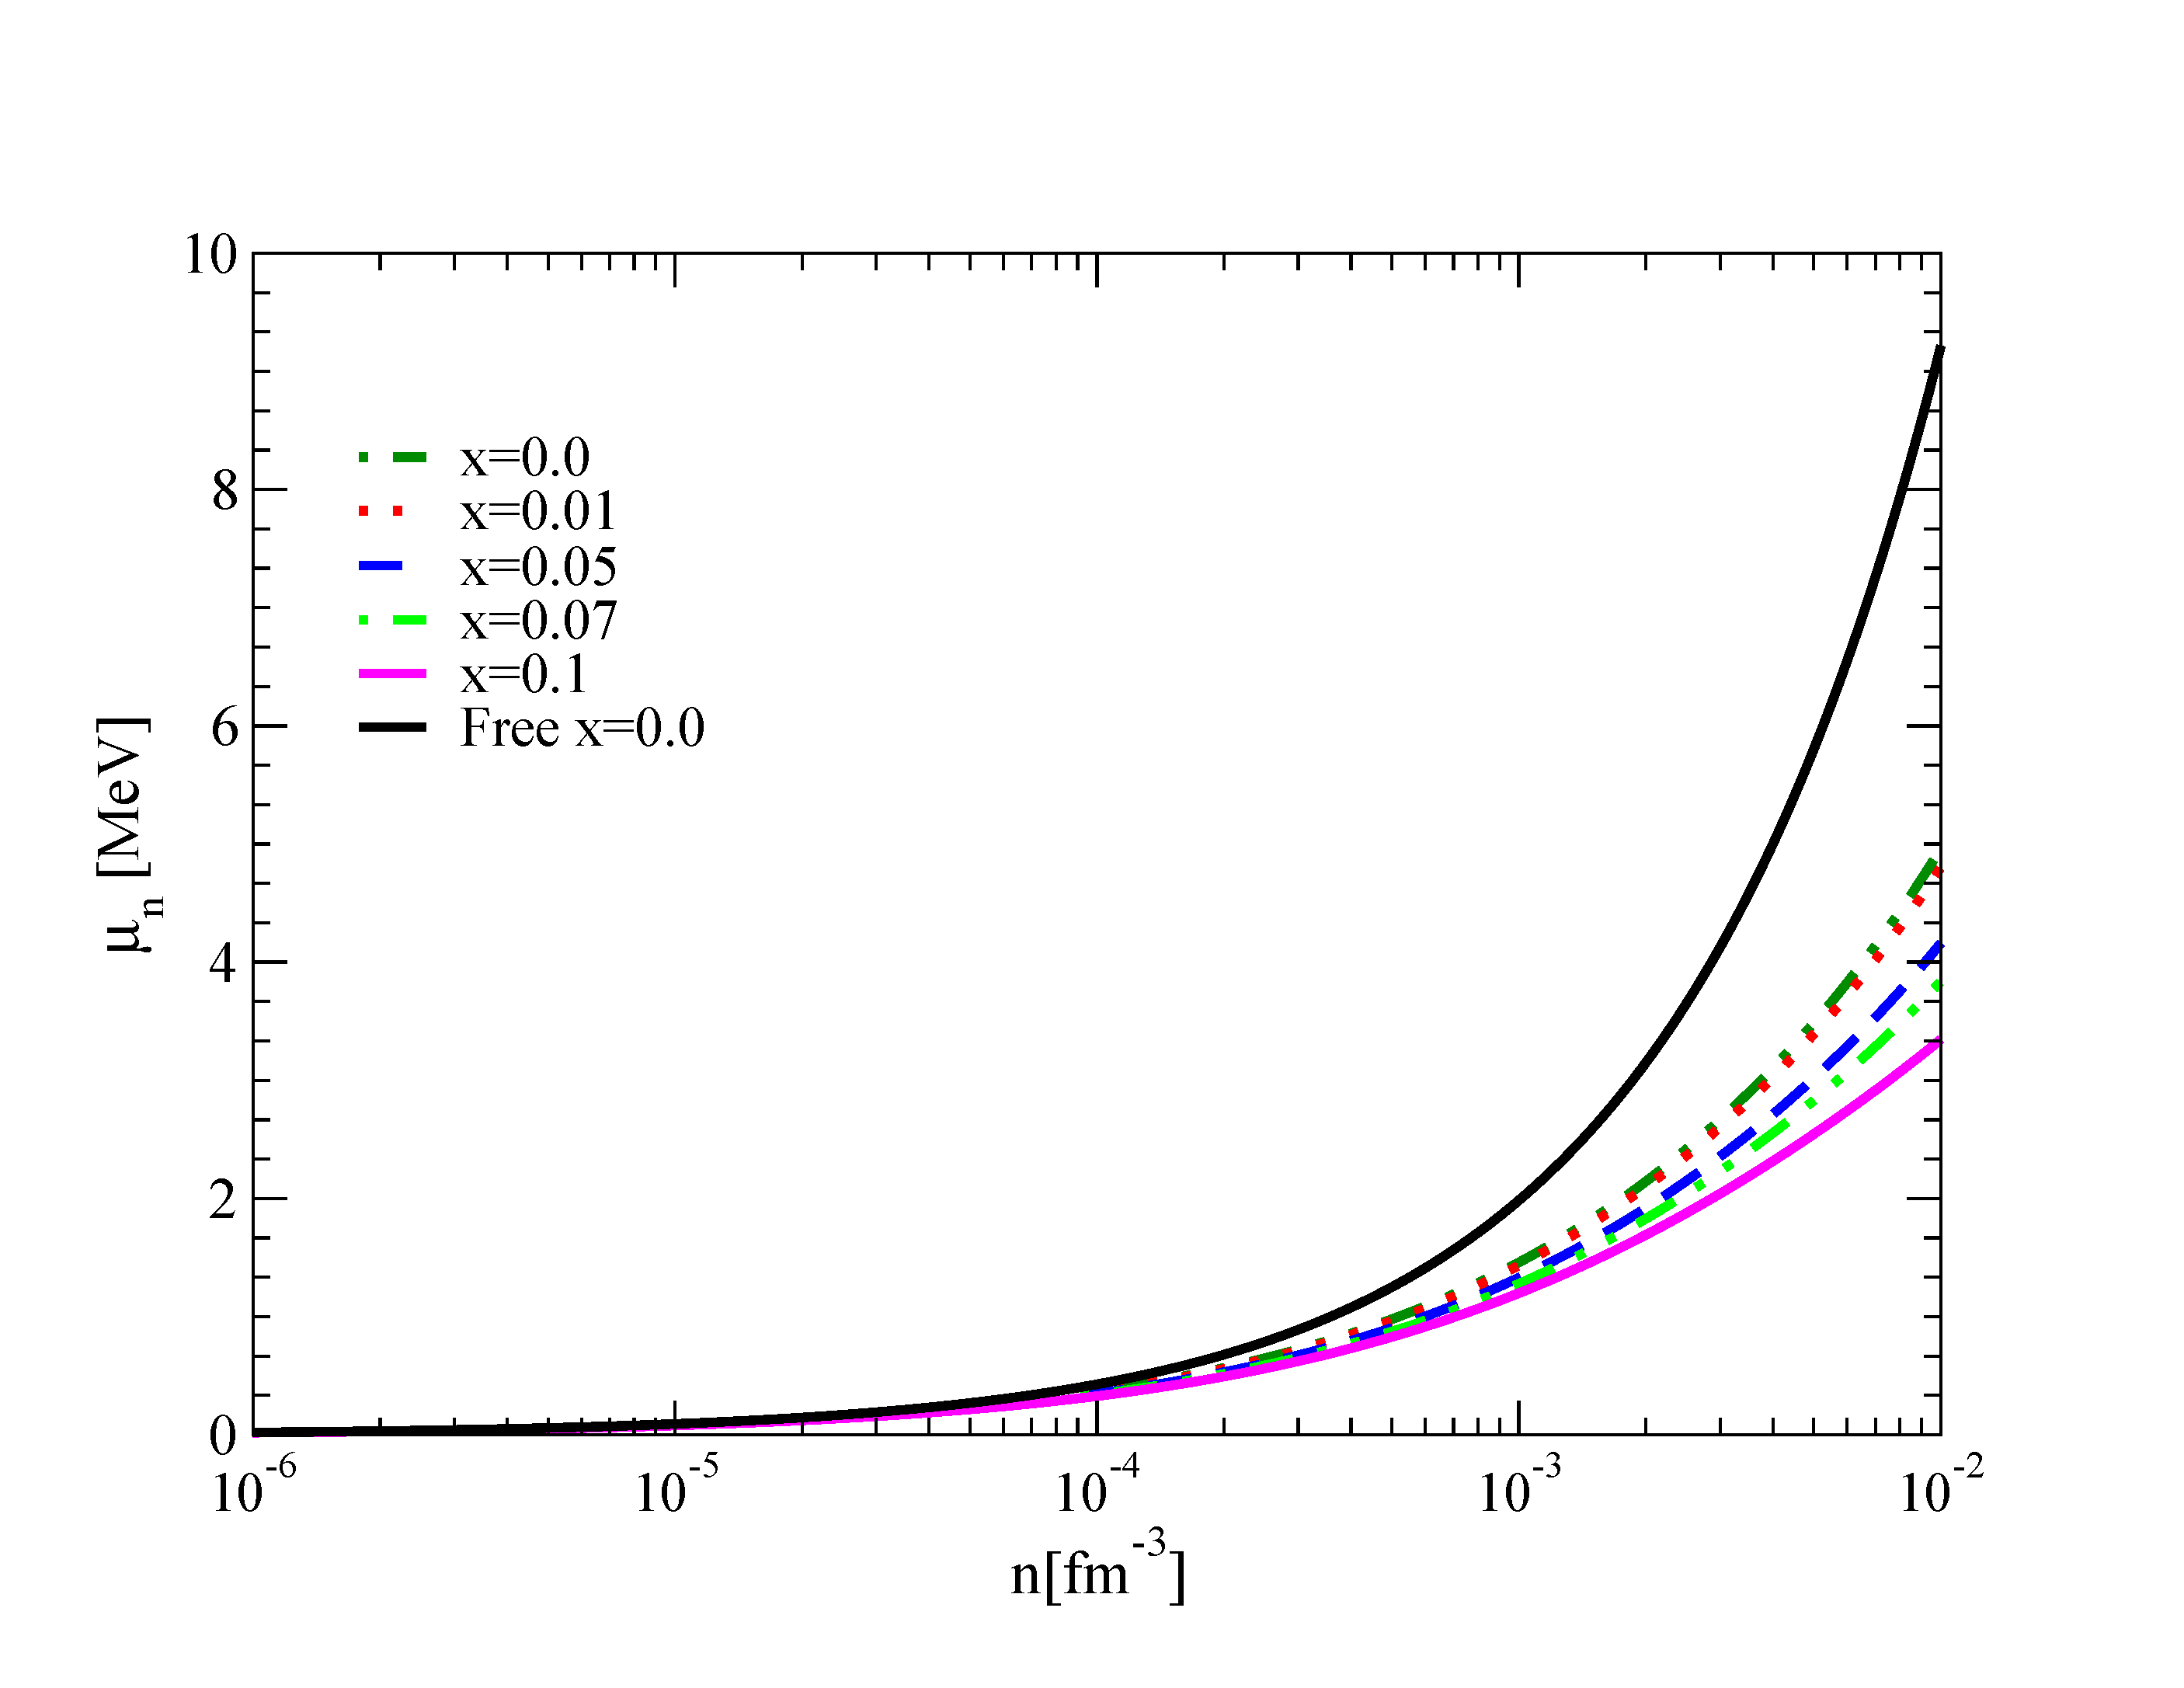 10
8
6
4
2
0
μn [MeV]
x=0.0
x=0.01
x=0.05
x=0.07
x=0.1
Free x=0.0
10-6 10-5 10-4 10-3 10-2
n[fm-3]